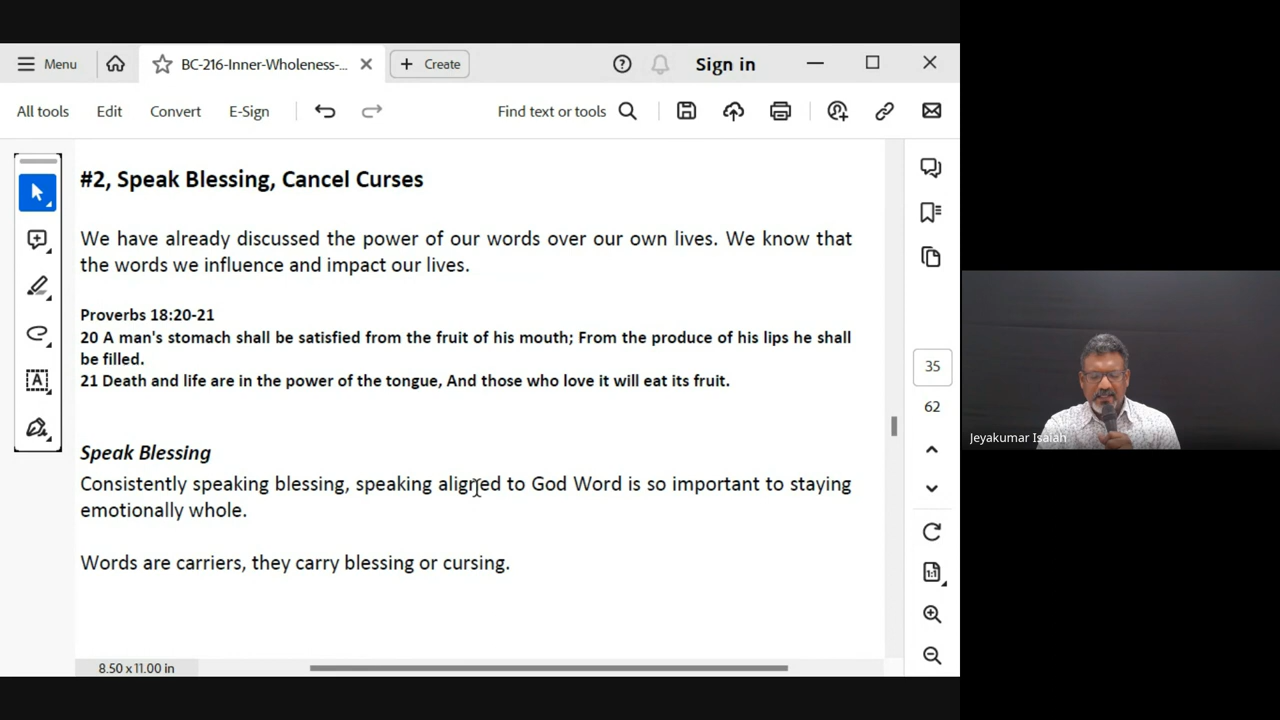 Menu
BC-216-Inner-Wholeness-...
Create
Sign in
All tools
Edit
Convert
E-Sign
Find text or tools
#2, Speak Blessing, Cancel Curses
We have already discussed the power of our words over our own lives. We know that
the words we influence and impact our lives.
Proverbs 18:20-21
20 A man's stomach shall be satisfied from the fruit of his mouth; From the produce of his lips he shall
be filled.
21 Death and life are in the power of the tongue, And those who love it will eat its fruit.
Speak Blessing
Consistently speaking blessing, speaking aligned to God Word is so important to staying
emotionally whole.
Words are carriers, they carry blessing or cursing.
8.50 x 11.00 in
35
62
1:1
Jeyakumar Isaiah